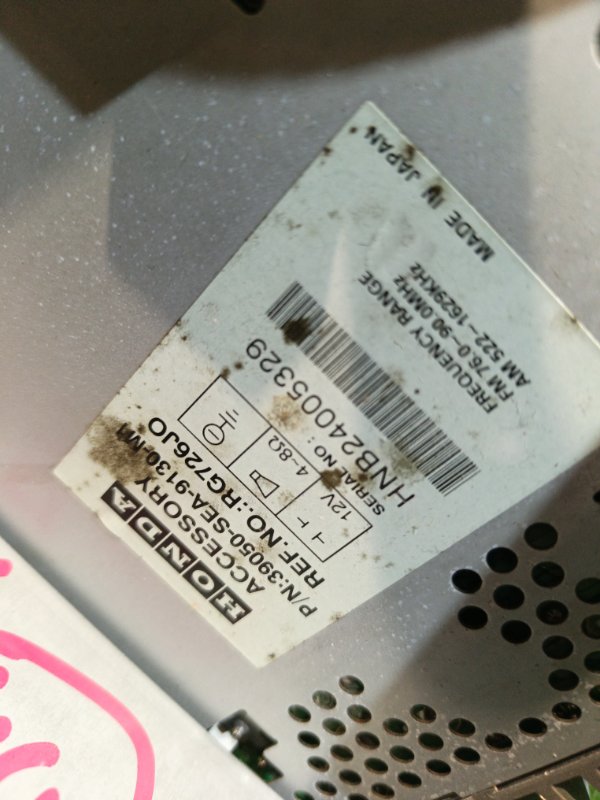 HONDA
ACCESSORY
P/N:39050-SEA-9130-M1
REF.NO.:RG726JO
12V
4-8Ω
SERIAL NO:
HNB24005329
FREQUENCY RANGE
FM 76.0-90.0MHz
AM 522-1629KHz
MADE IN JAPAN